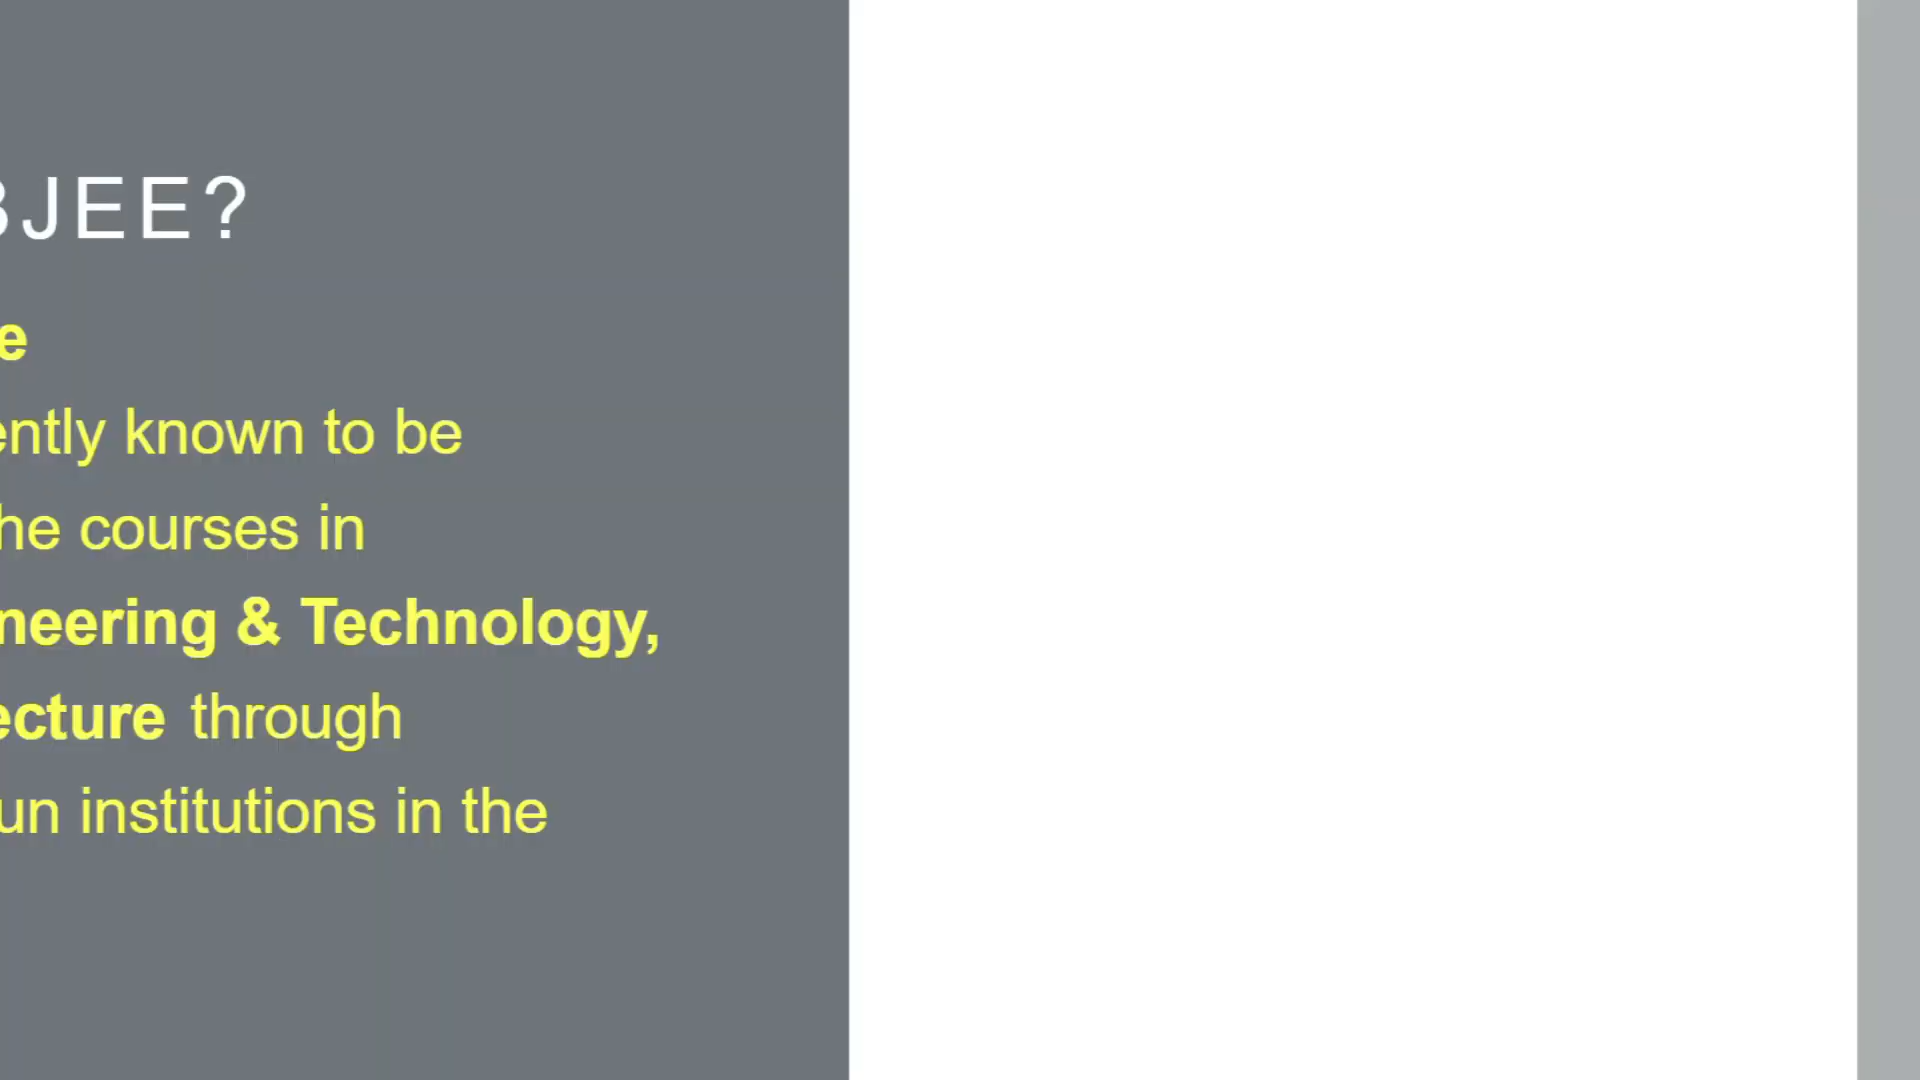 BJEE?
e
ently known to be
he courses in
neering & Technology,
ecture through
un institutions in the